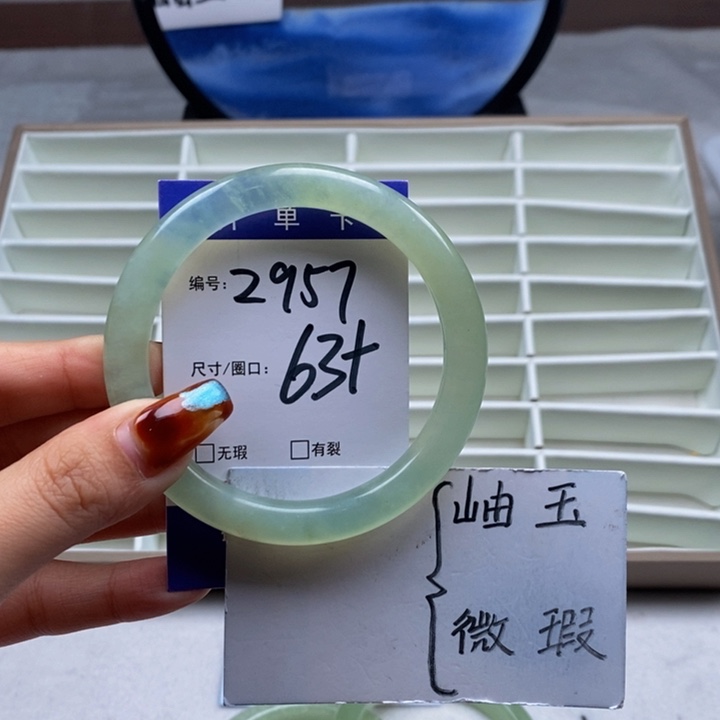 单卡
编号: 2957
尺寸/圈口: 63+
□无瑕 □有裂
岫玉
微瑕